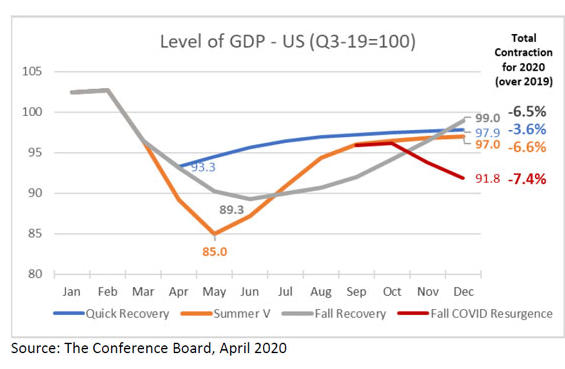 Level of GDP - US (Q3-19=100)
Total
Contraction
for 2020
(over 2019)
105
100
95
90
85
80
93.3
89.3
85.0
99.0
97.9
97.0
91.8
-6.5%
-3.6%
-6.6%
-7.4%
Jan Feb Mar Apr May Jun Jul Aug Sep Oct Nov Dec
Quick Recovery Summer V Fall Recovery Fall COVID Resurgence
Source: The Conference Board, April 2020